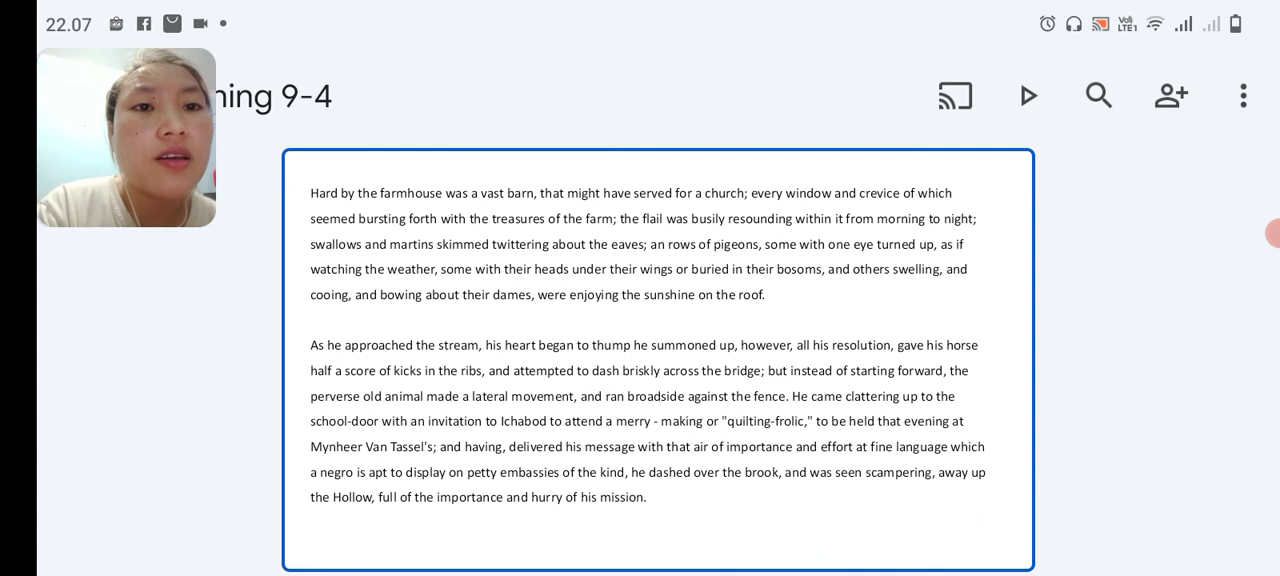 22.07
VoLTE1
ning 9-4
Hard by the farmhouse was a vast barn, that might have served for a church; every window and crevice of which
seemed bursting forth with the treasures of the farm; the flail was busily resounding within it from morning to night;
swallows and martins skimmed twittering about the eaves; an rows of pigeons, some with one eye turned up, as if
watching the weather, some with their heads under their wings or buried in their bosoms, and others swelling, and
cooing, and bowing about their dames, were enjoying the sunshine on the roof.
As he approached the stream, his heart began to thump he summoned up, however, all his resolution, gave his horse
half a score of kicks in the ribs, and attempted to dash briskly across the bridge; but instead of starting forward, the
perverse old animal made a lateral movement, and ran broadside against the fence. He came clattering up to the
school-door with an invitation to Ichabod to attend a merry - making or "quilting-frolic," to be held that evening at
Mynheer Van Tassel's; and having, delivered his message with that air of importance and effort at fine language which
a negro is apt to display on petty embassies of the kind, he dashed over the brook, and was seen scampering, away up
the Hollow, full of the importance and hurry of his mission.